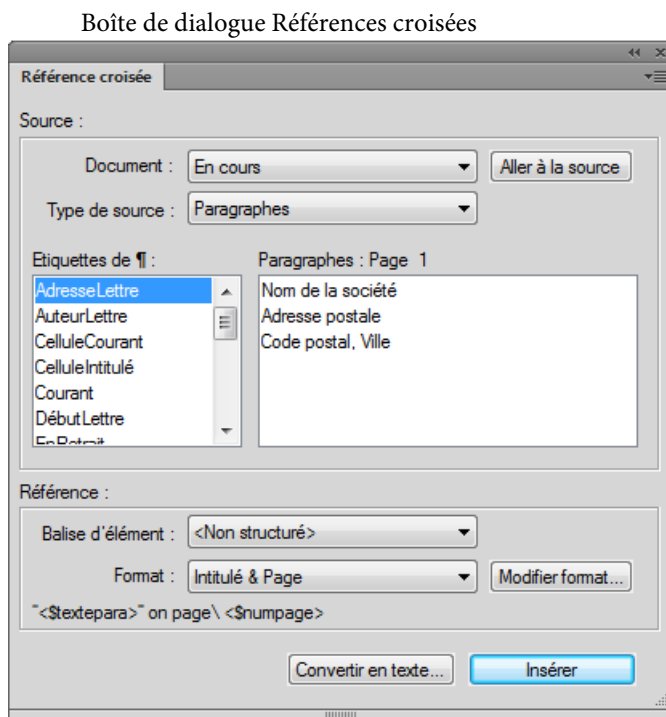 Boîte de dialogue Références croisées
Référence croisée
Source :
Document : En cours Aller à la source
Type de source : Paragraphes
Etiquettes de ¶ : Paragraphes : Page 1
AdresseLettre Nom de la société
AuteurLettre Adresse postale
CelluleCourant Code postal, Ville
CelluleIntitulé
Courant
DébutLettre
EnRetrait
Référence :
Balise d'élément : <Non structuré>
Format : Intitulé & Page Modifier format...
"<$textepara>" on page\ <$numpage>
Convertir en texte... Insérer